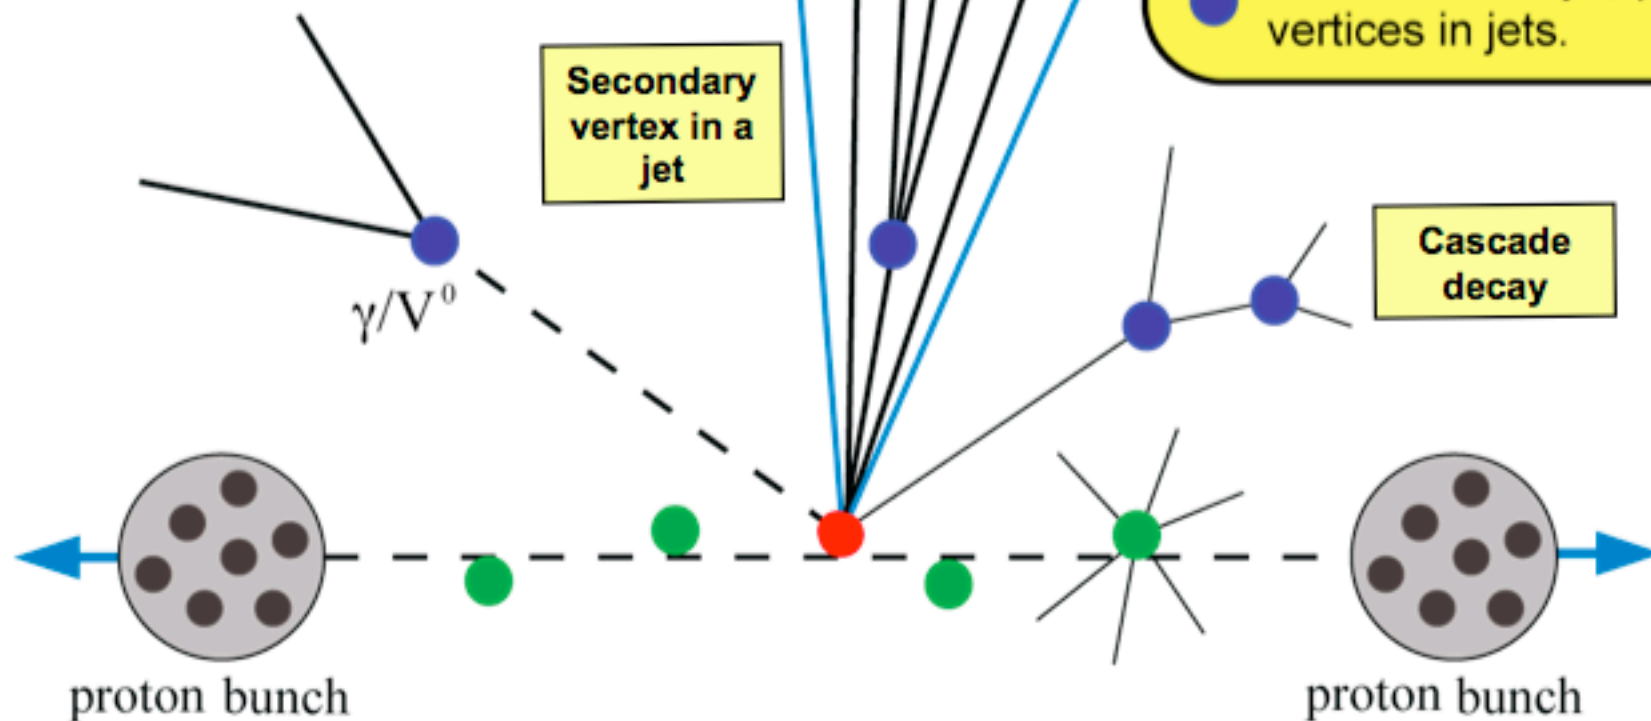 vertices in jets.
Secondary
vertex in a
jet
Cascade
decay
γ/V⁰
proton bunch
proton bunch